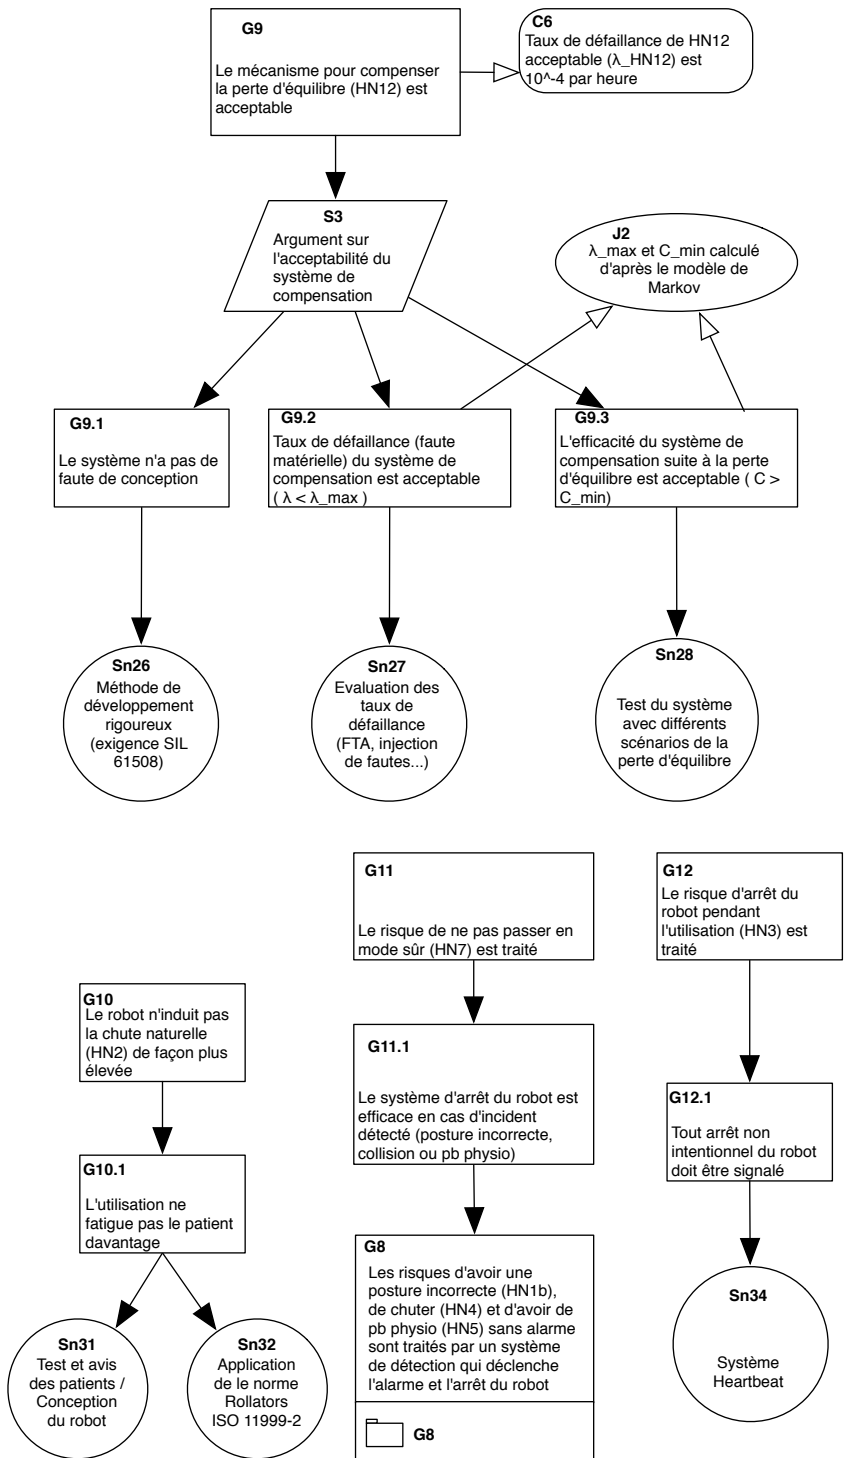 G9
Le mécanisme pour compenser
la perte d'équilibre (HN12) est
acceptable
C6
Taux de défaillance de HN12
acceptable (λ_HN12) est
10^-4 par heure
S3
Argument sur
l'acceptabilité du
système de
compensation
J2
λ_max et C_min calculé
d'après le modèle de
Markov
G9.1
Le système n'a pas de
faute de conception
G9.2
Taux de défaillance (faute
matérielle) du système de
compensation est acceptable
( λ < λ_max )
G9.3
L'efficacité du système de
compensation suite à la perte
d'équilibre est acceptable ( C >
C_min)
Sn26
Méthode de
développement
rigoureux
(exigence SIL
61508)
Sn27
Evaluation des
taux de
défaillance
(FTA, injection
de fautes...)
Sn28
Test du système
avec différents
scénarios de la
perte d'équilibre
G10
Le robot n'induit pas
la chute naturelle
(HN2) de façon plus
élevée
G10.1
L'utilisation ne
fatigue pas le patient
davantage
Sn31
Test et avis
des patients /
Conception
du robot
Sn32
Application
de le norme
Rollators
ISO 11999-2
G11
Le risque de ne pas passer en
mode sûr (HN7) est traité
G11.1
Le système d'arrêt du robot est
efficace en cas d'incident
détecté (posture incorrecte,
collision ou pb physio)
G8
Les risques d'avoir une
posture incorrecte (HN1b),
de chuter (HN4) et d'avoir de
pb physio (HN5) sans alarme
sont traités par un système
de détection qui déclenche
l'alarme et l'arrêt du robot
G8
G12
Le risque d'arrêt du
robot pendant
l'utilisation (HN3) est
traité
G12.1
Tout arrêt non
intentionnel du robot
doit être signalé
Sn34
Système
Heartbeat